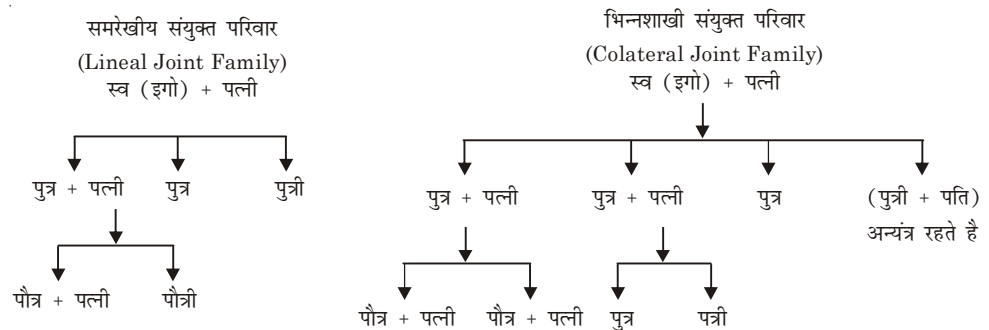 समरेखीय संयुक्त परिवार
(Lineal Joint Family)
स्व (इगो) + पत्नी
पुत्र + पत्नी पुत्र पुत्री
पौत्र + पत्नी पौत्री
भिन्नशाखी संयुक्त परिवार
(Colateral Joint Family)
स्व (इगो) + पत्नी
पुत्र + पत्नी पुत्र + पत्नी पुत्र (पुत्री + पति)
अन्यंत्र रहते है
पौत्र + पत्नी पौत्र + पत्नी पुत्र पत्री